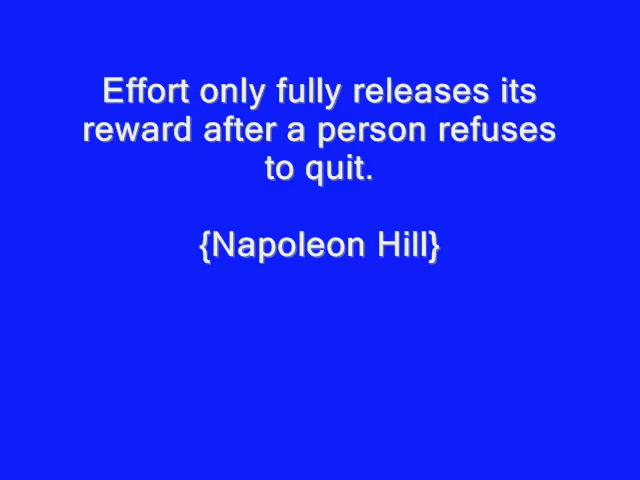 Effort only fully releases its
reward after a person refuses
to quit.
{Napoleon Hill}